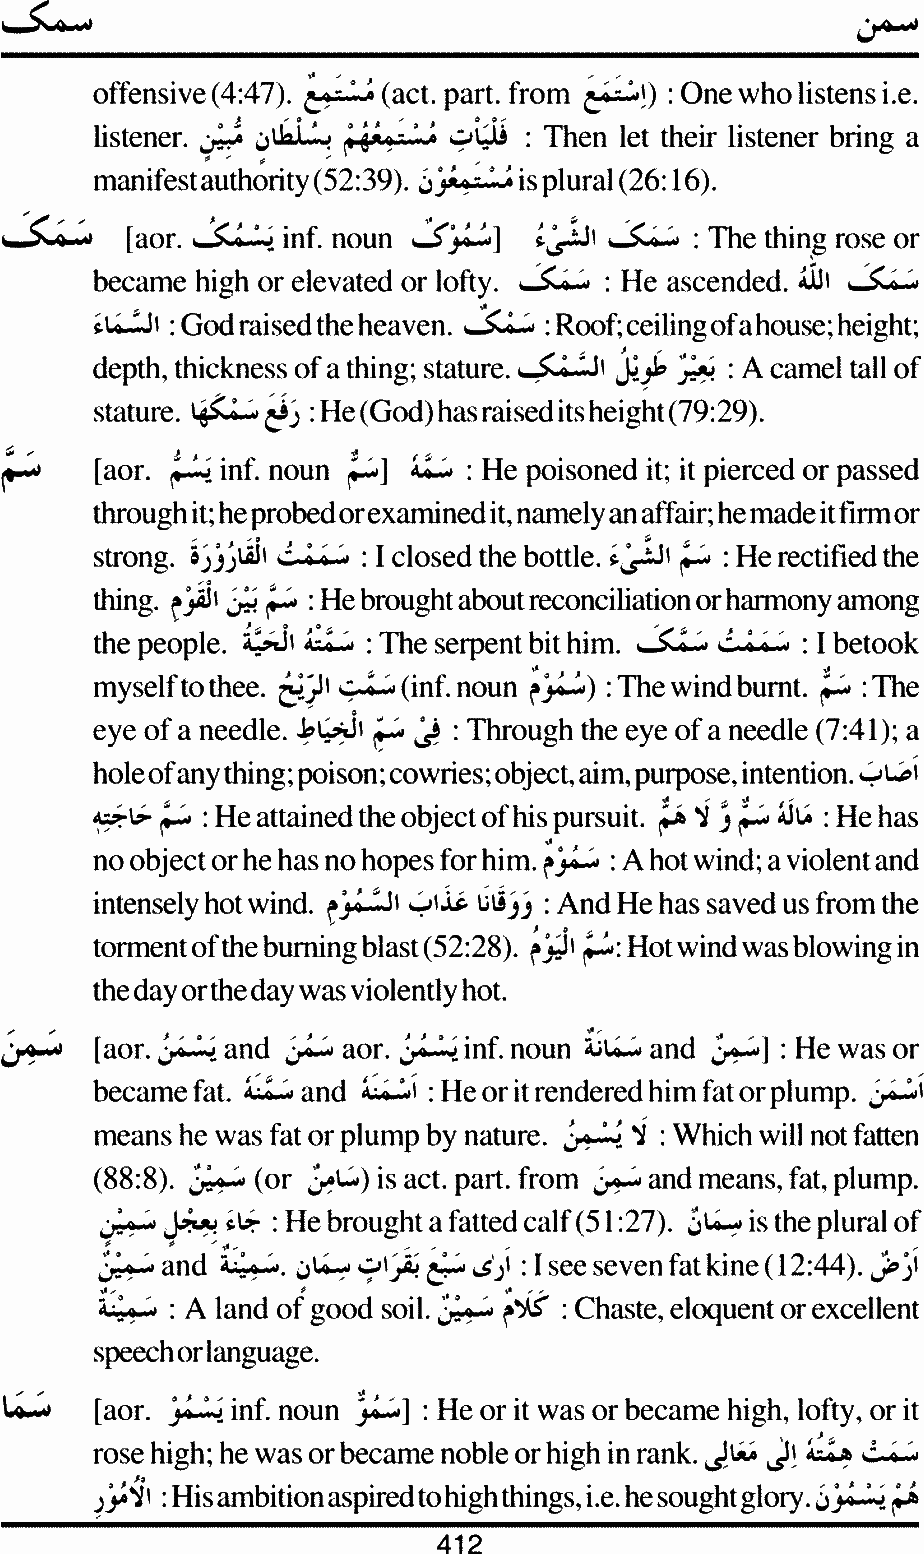 سمک سمن
offensive (4:47). مُسْتَمِعٌ (act. part. from اِسْتَمَعَ) : One who listens i.e.
listener. فَلْيَأْتِ مُسْتَمِعُهُمْ بِسُلْطَانٍ مُّبِيْنٍ : Then let their listener bring a
manifest authority (52:39). مُسْتَمِعُوْنَ is plural (26:16).
سَمَكَ [aor. يَسْمُكُ inf. noun سُمُوْكٌ] سَمَكَ الشَّيْءُ : The thing rose or
became high or elevated or lofty. سَمَكَ : He ascended. سَمَكَ اللّٰهُ
السَّمَاءَ : God raised the heaven. سَمْكٌ : Roof; ceiling of a house; height;
depth, thickness of a thing; stature. بَعِيْرٌ طَوِيْلُ السَّمْكِ : A camel tall of
stature. رَفَعَ سَمْكَهَا : He (God) has raised its height (79:29).
سَمَّ [aor. يَسُمُّ inf. noun سَمٌّ] سَمَّهُ : He poisoned it; it pierced or passed
through it; he probed or examined it, namely an affair; he made it firm or
strong. سَمَمْتُ الْقَارُوْرَةَ : I closed the bottle. سَمَّ الشَّيْءَ : He rectified the
thing. سَمَّ بَيْنَ الْقَوْمِ : He brought about reconciliation or harmony among
the people. سَمَّتْهُ الْحَيَّةُ : The serpent bit him. سَمَمْتُ سَمَّكَ : I betook
myself to thee. سَمَّتِ الرِّيْحُ (inf. noun سُمُوْمٌ) : The wind burnt. سَمٌّ : The
eye of a needle. فِىْ سَمِّ الْخِيَاطِ : Through the eye of a needle (7:41); a
hole of any thing; poison; cowries; object, aim, purpose, intention. اَصَابَ
سَمَّ حَاجَتِهِ : He attained the object of his pursuit. مَالَهُ سَمٌّ وَّ لَا هَمٌّ : He has
no object or he has no hopes for him. سَمُوْمٌ : A hot wind; a violent and
intensely hot wind. وَوَقَانَا عَذَابَ السَّمُوْمِ : And He has saved us from the
torment of the burning blast (52:28). سُمَّ الْيَوْمُ: Hot wind was blowing in
the day or the day was violently hot.
سَمِنَ [aor. يَسْمَنُ and سَمُنَ aor. يَسْمُنُ inf. noun سَمَانَةٌ and سِمَنٌ] : He was or
became fat. سَمَّنَهُ and اَسْمَنَهُ : He or it rendered him fat or plump. اَسْمَنَ
means he was fat or plump by nature. لَا يُسْمِنُ : Which will not fatten
(88:8). سَمِيْنٌ (or سَامِنٌ) is act. part. from سَمِنَ and means, fat, plump.
جَاءَ بِعِجْلٍ سَمِيْنٍ : He brought a fatted calf (51:27). سِمَانٌ is the plural of
سَمِيْنٌ and سَمِيْنَةٌ. اَرٰى سَبْعَ بَقَرَاتٍ سِمَانٍ : I see seven fat kine (12:44). اَرْضٌ
سَمِيْنَةٌ : A land of good soil. كَلَامٌ سَمِيْنٌ : Chaste, eloquent or excellent
speech or language.
سَمَا [aor. يَسْمُوْ inf. noun سُمُوٌّ] : He or it was or became high, lofty, or it
rose high; he was or became noble or high in rank. سَمَتْ هِمَّتُهُ اِلٰى مَعَالِى
الْاُمُوْرِ : His ambition aspired to high things, i.e. he sought glory. هُمْ يَسْمُوْنَ
412